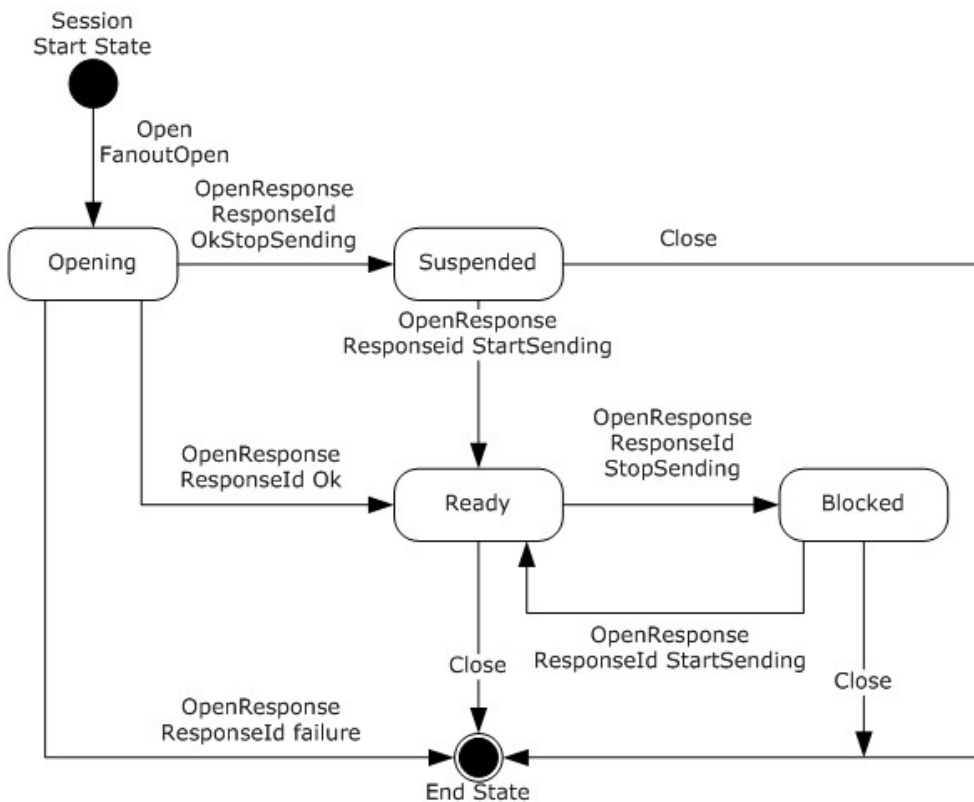 Session
Start State
Open
FanoutOpen
OpenResponse
ResponseId
OkStopSending
Opening
Suspended
Close
OpenResponse
Responseid StartSending
OpenResponse
ResponseId
StopSending
OpenResponse
ResponseId Ok
Ready
Blocked
OpenResponse
ResponseId StartSending
Close
Close
OpenResponse
ResponseId failure
End State